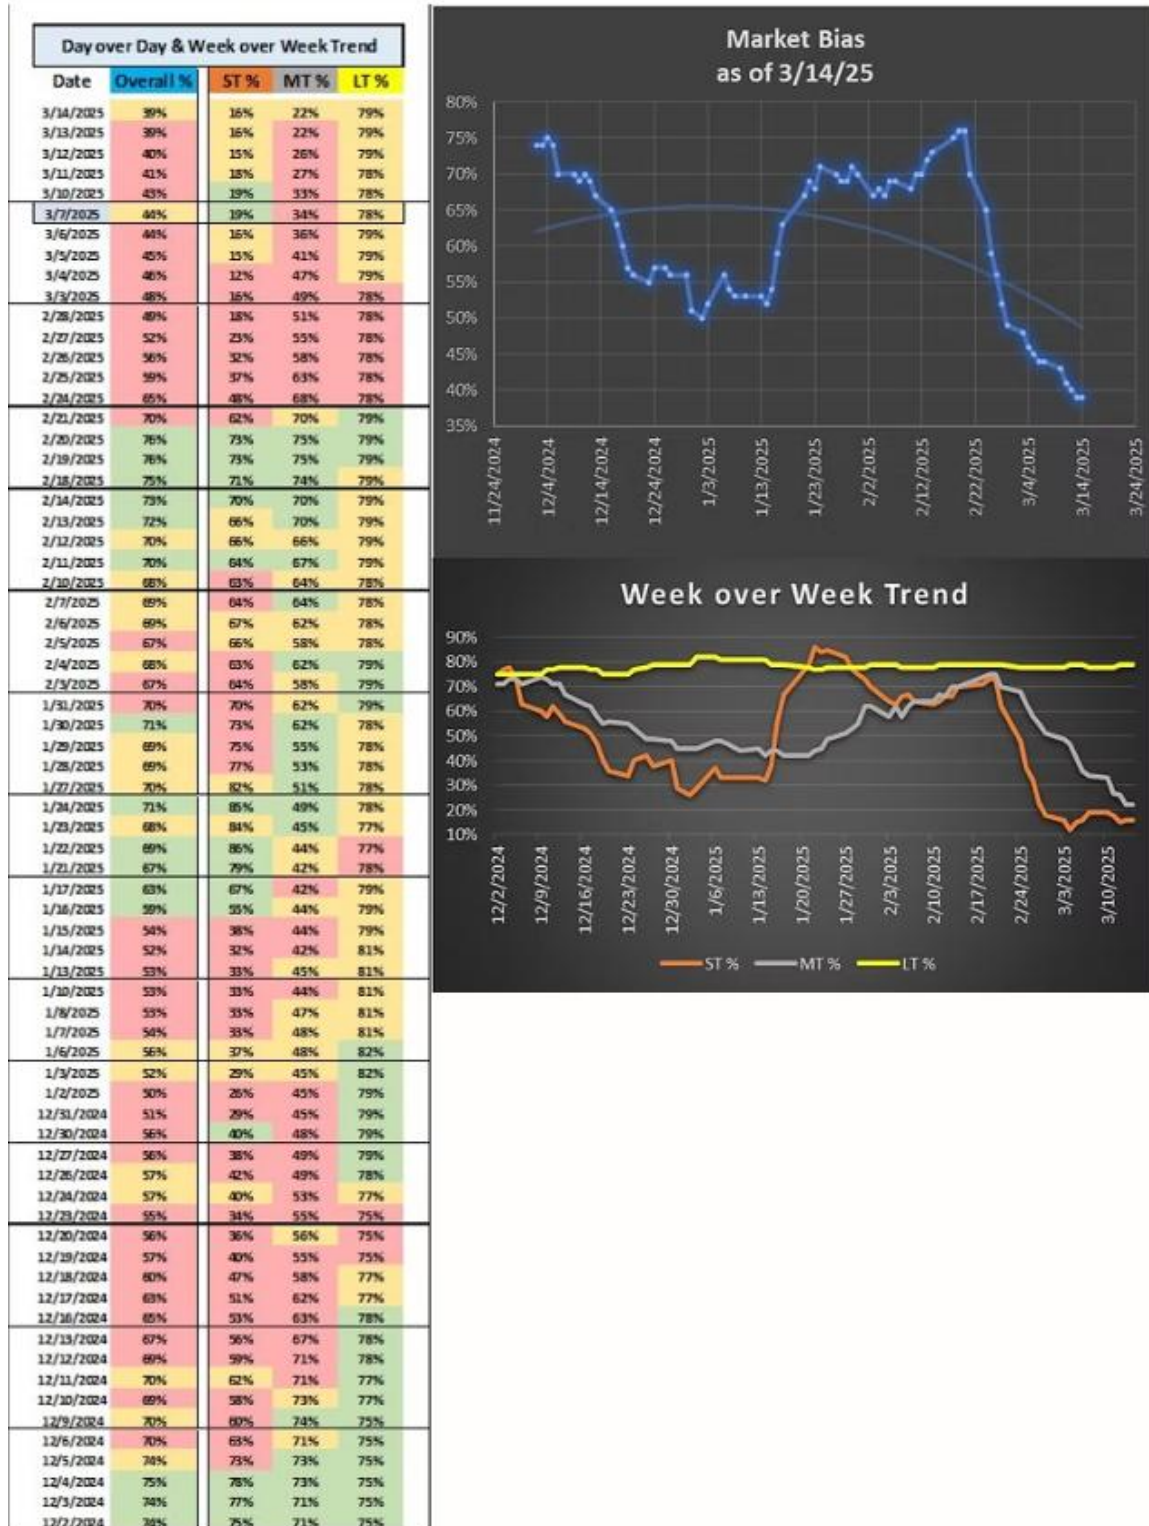 Day over Day & Week over Week Trend
Date Overall % ST % MT % LT %
3/14/2025 39% 16% 22% 79%
3/13/2025 39% 16% 22% 79%
3/12/2025 40% 15% 26% 79%
3/11/2025 41% 18% 27% 78%
3/10/2025 43% 19% 33% 78%
3/7/2025 44% 19% 34% 78%
3/6/2025 44% 16% 36% 79%
3/5/2025 45% 15% 41% 79%
3/4/2025 46% 12% 47% 79%
3/3/2025 48% 16% 49% 78%
2/28/2025 49% 18% 51% 78%
2/27/2025 52% 23% 55% 78%
2/26/2025 56% 32% 58% 78%
2/25/2025 59% 37% 63% 78%
2/24/2025 65% 48% 68% 78%
2/21/2025 70% 62% 70% 79%
2/20/2025 76% 73% 75% 79%
2/19/2025 76% 73% 75% 79%
2/18/2025 75% 71% 74% 79%
2/14/2025 73% 70% 70% 79%
2/13/2025 72% 66% 70% 79%
2/12/2025 70% 66% 66% 79%
2/11/2025 70% 64% 67% 79%
2/10/2025 68% 63% 64% 78%
2/7/2025 69% 64% 64% 78%
2/6/2025 69% 67% 62% 78%
2/5/2025 67% 66% 58% 78%
2/4/2025 68% 63% 62% 79%
2/3/2025 67% 64% 58% 79%
1/31/2025 70% 70% 62% 79%
1/30/2025 71% 73% 62% 78%
1/29/2025 69% 75% 55% 78%
1/28/2025 69% 77% 53% 78%
1/27/2025 70% 82% 51% 78%
1/24/2025 71% 85% 49% 78%
1/23/2025 68% 84% 45% 77%
1/22/2025 69% 86% 44% 77%
1/21/2025 67% 79% 42% 78%
1/17/2025 63% 67% 42% 79%
1/16/2025 59% 55% 44% 79%
1/15/2025 54% 38% 44% 79%
1/14/2025 52% 32% 42% 81%
1/13/2025 53% 33% 45% 81%
1/10/2025 53% 33% 44% 81%
1/8/2025 53% 33% 47% 81%
1/7/2025 54% 33% 48% 81%
1/6/2025 56% 37% 48% 82%
1/3/2025 52% 29% 45% 82%
1/2/2025 50% 26% 45% 79%
12/31/2024 51% 29% 45% 79%
12/30/2024 56% 40% 48% 79%
12/27/2024 56% 38% 49% 79%
12/26/2024 57% 42% 49% 78%
12/24/2024 57% 40% 53% 77%
12/23/2024 55% 34% 55% 75%
12/20/2024 56% 36% 56% 75%
12/19/2024 57% 40% 55% 75%
12/18/2024 60% 47% 58% 77%
12/17/2024 63% 51% 62% 77%
12/16/2024 65% 53% 63% 78%
12/13/2024 67% 56% 67% 78%
12/12/2024 69% 59% 71% 78%
12/11/2024 70% 62% 71% 77%
12/10/2024 69% 58% 73% 77%
12/9/2024 70% 60% 74% 75%
12/6/2024 70% 63% 71% 75%
12/5/2024 74% 73% 73% 75%
12/4/2024 75% 78% 73% 75%
12/3/2024 74% 77% 71% 75%
12/2/2024 74% 75% 71% 75%
Market Bias
as of 3/14/25
80%
75%
70%
65%
60%
55%
50%
45%
40%
35%
11/24/2024 12/4/2024 12/14/2024 12/24/2024 1/3/2025 1/13/2025 1/23/2025 2/2/2025 2/12/2025 2/22/2025 3/4/2025 3/14/2025 3/24/2025
Week over Week Trend
90%
80%
70%
60%
50%
40%
30%
20%
10%
12/2/2024 12/9/2024 12/16/2024 12/23/2024 12/30/2024 1/6/2025 1/13/2025 1/20/2025 1/27/2025 2/3/2025 2/10/2025 2/17/2025 2/24/2025 3/3/2025 3/10/2025
ST % MT % LT %